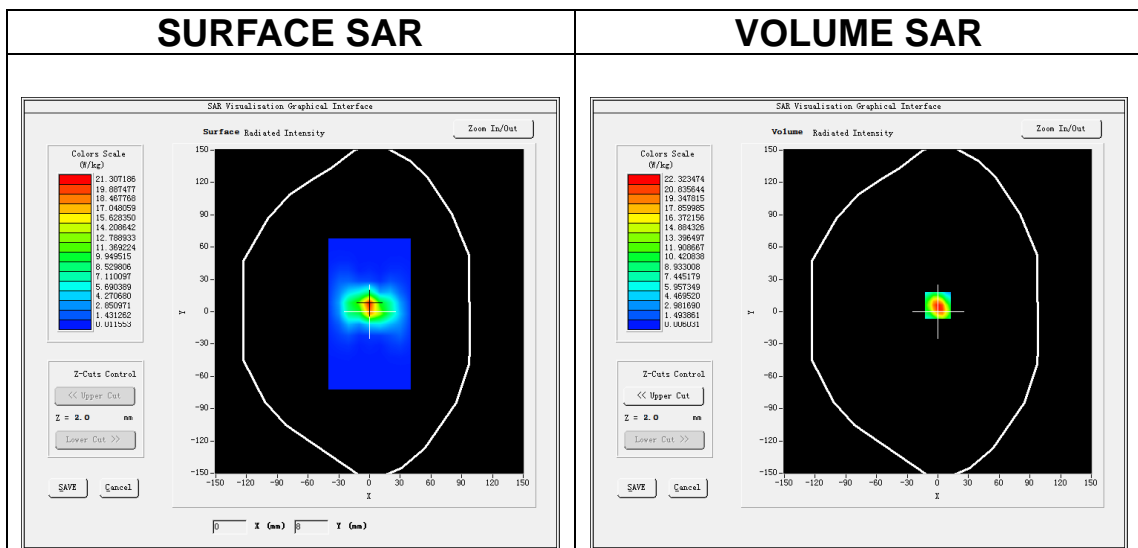 SURFACE SAR
VOLUME SAR
SAR Visualisation Graphical Interface
Surface Radiated Intensity
Zoom In/Out
Colors Scale
(W/kg)
21.307186
19.887477
18.467768
17.048059
15.628350
14.208642
12.788933
11.369224
9.949515
8.529806
7.110097
5.690389
4.270680
2.850971
1.431262
0.011553
Z-Cuts Control
<< Upper Cut
Z = 2.0 mm
Lower Cut >>
SAVE Cancel
150
120
90
60
30
0
-30
-60
-90
-120
-150
Y
-150 -120 -90 -60 -30 0 30 60 90 120 150
X
0 X (mm) 8 Y (mm)
SAR Visualisation Graphical Interface
Volume Radiated Intensity
Zoom In/Out
Colors Scale
(W/kg)
22.323474
20.835644
19.347815
17.859985
16.372156
14.884326
13.396497
11.908667
10.420838
8.933008
7.445179
5.957349
4.469520
2.981690
1.493861
0.006031
Z-Cuts Control
<< Upper Cut
Z = 2.0 mm
Lower Cut >>
SAVE Cancel
150
120
90
60
30
0
-30
-60
-90
-120
-150
Y
-150 -120 -90 -60 -30 0 30 60 90 120 150
X